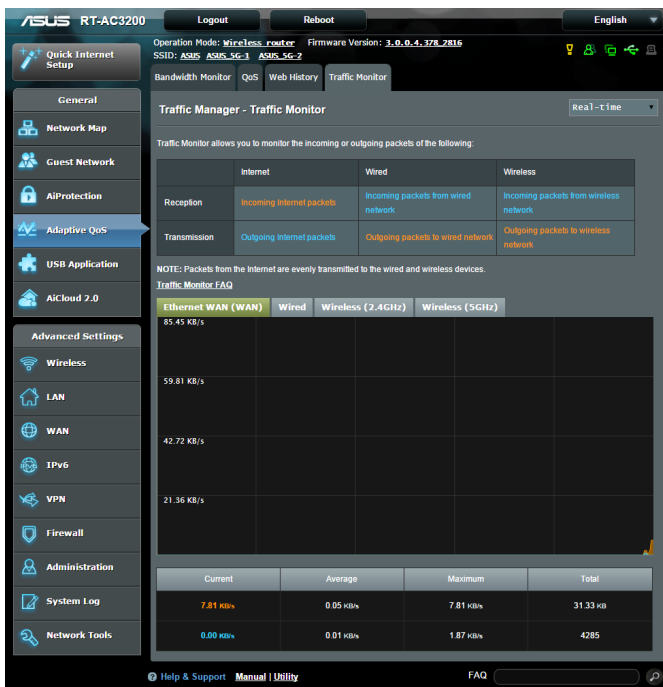 ASUS RT-AC3200 Logout Reboot English
Operation Mode: Wireless router Firmware Version: 3.0.0.4.378_2816
SSID: ASUS ASUS_5G-1 ASUS_5G-2
Quick Internet
Setup
General
Network Map
Guest Network
AiProtection
Adaptive QoS
USB Application
AiCloud 2.0
Advanced Settings
Wireless
LAN
WAN
IPv6
VPN
Firewall
Administration
System Log
Network Tools
Bandwidth Monitor QoS Web History Traffic Monitor
Traffic Manager - Traffic Monitor Real-time
Traffic Monitor allows you to monitor the incoming or outgoing packets of the following:
Internet Wired Wireless
Reception Incoming Internet packets Incoming packets from wired network Incoming packets from wireless network
Transmission Outgoing Internet packets Outgoing packets to wired network Outgoing packets to wireless network
NOTE: Packets from the Internet are evenly transmitted to the wired and wireless devices.
Traffic Monitor FAQ
Ethernet WAN (WAN) Wired Wireless (2.4GHz) Wireless (5GHz)
85.45 KB/s
59.81 KB/s
42.72 KB/s
21.36 KB/s
Current Average Maximum Total
7.81 KB/s 0.05 KB/s 7.81 KB/s 31.33 KB
0.00 KB/s 0.01 KB/s 1.87 KB/s 4285
Help & Support Manual | Utility FAQ